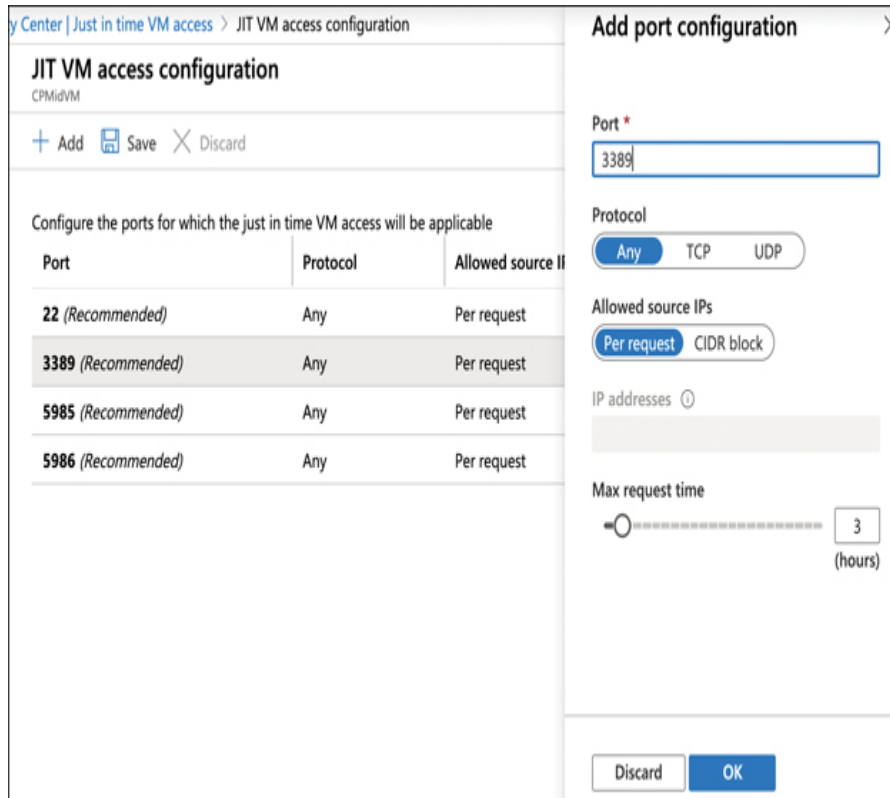 y Center | Just in time VM access > JIT VM access configuration
JIT VM access configuration
CPMidVM
Add Save Discard
Configure the ports for which the just in time VM access will be applicable
Port Protocol Allowed source IP
22 (Recommended) Any Per request
3389 (Recommended) Any Per request
5985 (Recommended) Any Per request
5986 (Recommended) Any Per request
Add port configuration
Port *
3389
Protocol
Any TCP UDP
Allowed source IPs
Per request CIDR block
IP addresses
Max request time
3
(hours)
Discard OK